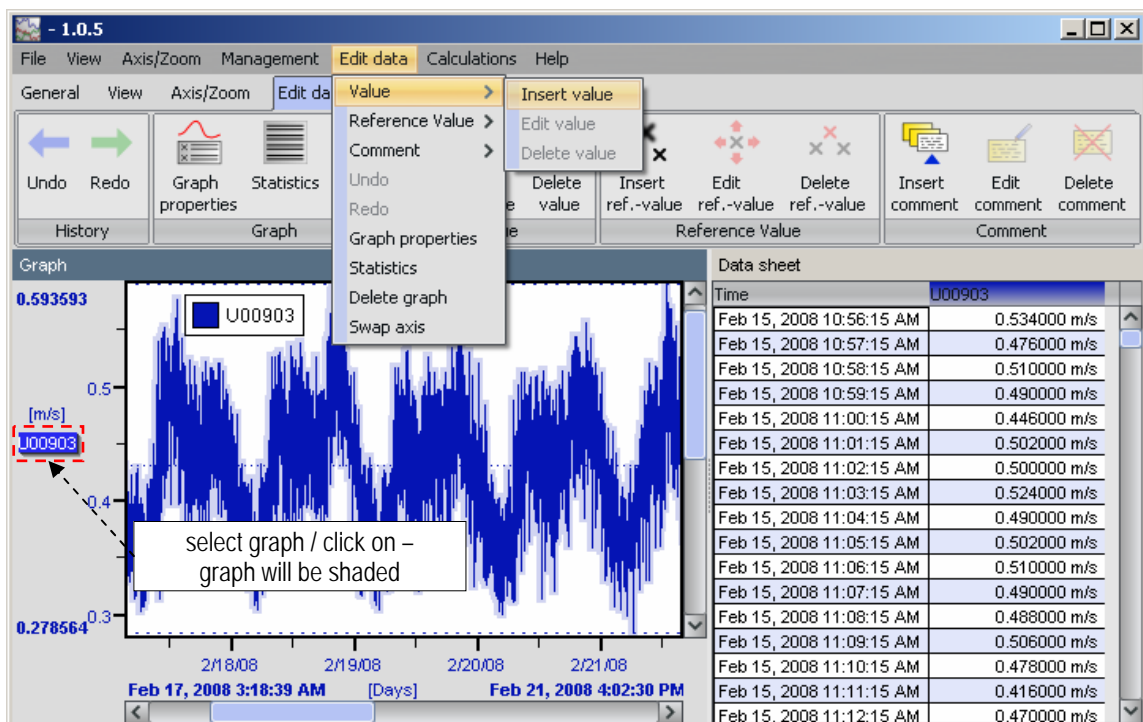 - 1.0.5
File View Axis/Zoom Management Edit data Calculations Help
General View Axis/Zoom Edit da
Value >
Reference Value >
Comment >
Undo
Redo
Graph properties
Statistics
Delete graph
Swap axis
Insert value
Edit value
Delete value
Undo Redo
History
Graph properties
Statistics
Graph
Delete value
Insert ref.-value
Edit ref.-value
Delete ref.-value
Reference Value
Insert comment
Edit comment
Delete comment
Comment
Graph
0.593593
0.5
[m/s]
U00903
0.4
0.3
0.278564
U00903
select graph / click on –
graph will be shaded
2/18/08 2/19/08 2/20/08 2/21/08
Feb 17, 2008 3:18:39 AM [Days] Feb 21, 2008 4:02:30 PM
Data sheet
Time U00903
Feb 15, 2008 10:56:15 AM 0.534000 m/s
Feb 15, 2008 10:57:15 AM 0.476000 m/s
Feb 15, 2008 10:58:15 AM 0.510000 m/s
Feb 15, 2008 10:59:15 AM 0.490000 m/s
Feb 15, 2008 11:00:15 AM 0.446000 m/s
Feb 15, 2008 11:01:15 AM 0.502000 m/s
Feb 15, 2008 11:02:15 AM 0.500000 m/s
Feb 15, 2008 11:03:15 AM 0.524000 m/s
Feb 15, 2008 11:04:15 AM 0.490000 m/s
Feb 15, 2008 11:05:15 AM 0.502000 m/s
Feb 15, 2008 11:06:15 AM 0.510000 m/s
Feb 15, 2008 11:07:15 AM 0.490000 m/s
Feb 15, 2008 11:08:15 AM 0.488000 m/s
Feb 15, 2008 11:09:15 AM 0.506000 m/s
Feb 15, 2008 11:10:15 AM 0.478000 m/s
Feb 15, 2008 11:11:15 AM 0.416000 m/s
Feb 15, 2008 11:12:15 AM 0.470000 m/s